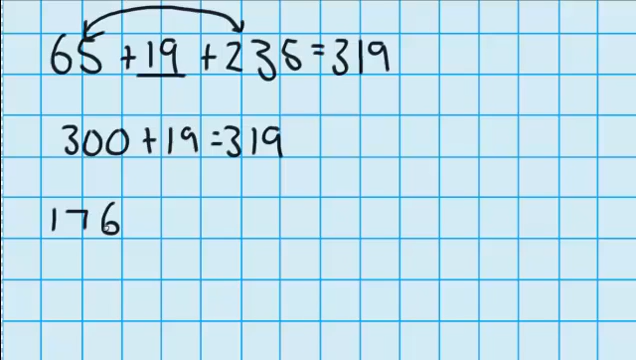 65 + 19 + 235 = 319
300 + 19 = 319
176